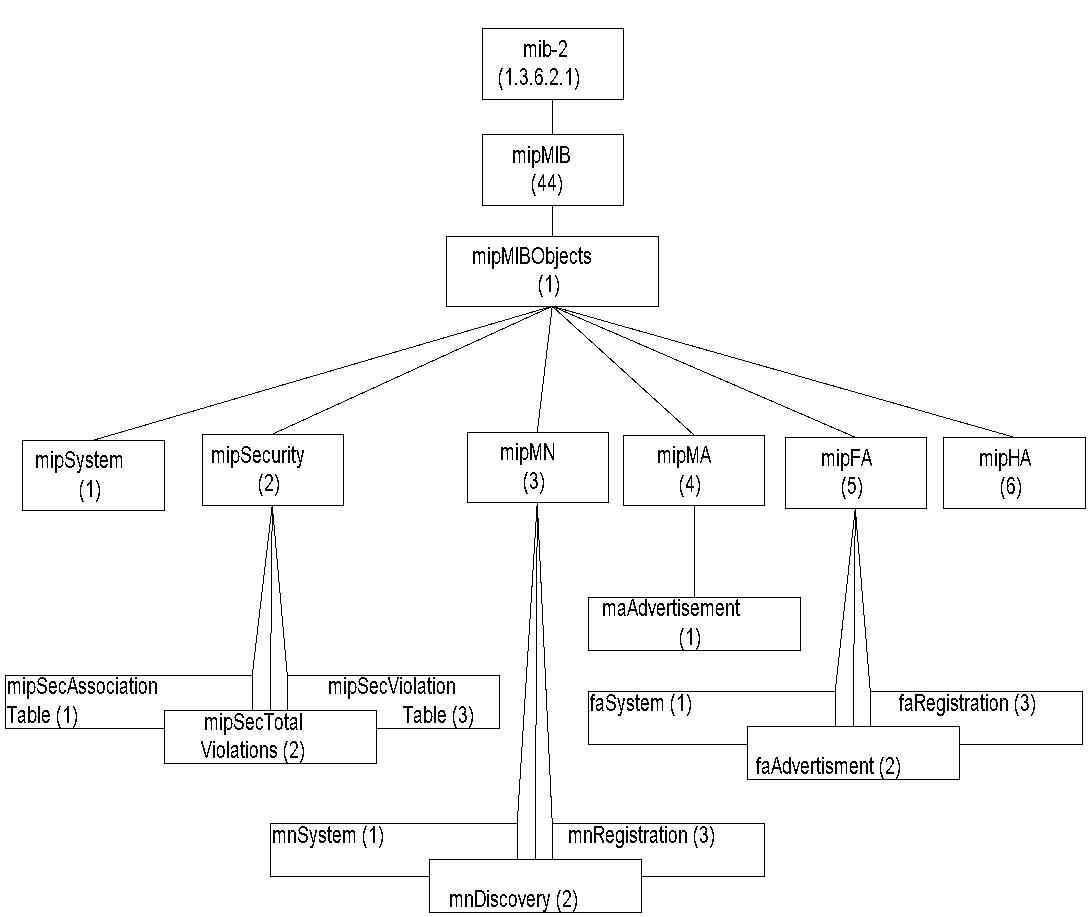 mib-2
(1.3.6.2.1)
mipMIB
(44)
mipMIBObjects
(1)
mipSystem
(1)
mipSecurity
(2)
mipMN
(3)
mipMA
(4)
mipFA
(5)
mipHA
(6)
maAdvertisement
(1)
mipSecAssociation
Table (1)
mipSecTotal
Violations (2)
mipSecViolation
Table (3)
faSystem (1)
faRegistration (3)
faAdvertisment (2)
mnSystem (1)
mnRegistration (3)
mnDiscovery (2)